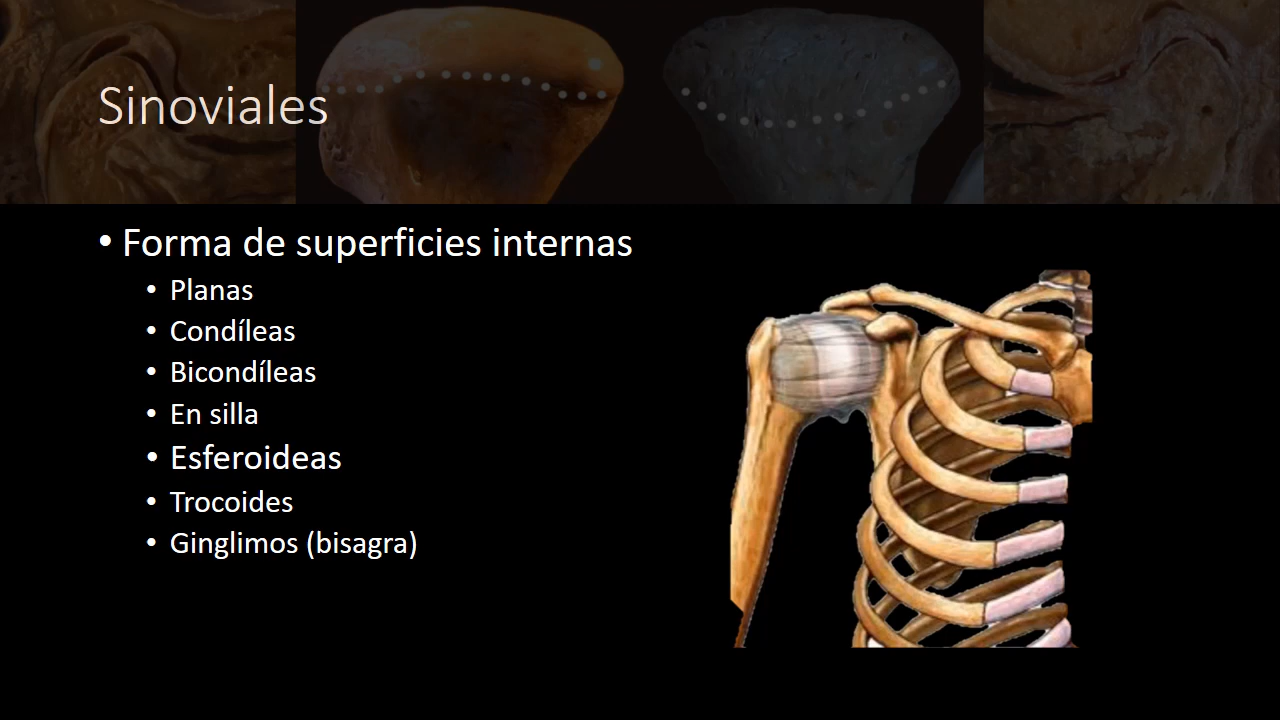 Sinoviales
• Forma de superficies internas
• Planas
• Condíleas
• Bicondíleas
• En silla
• Esferoideas
• Trocoides
• Ginglimos (bisagra)